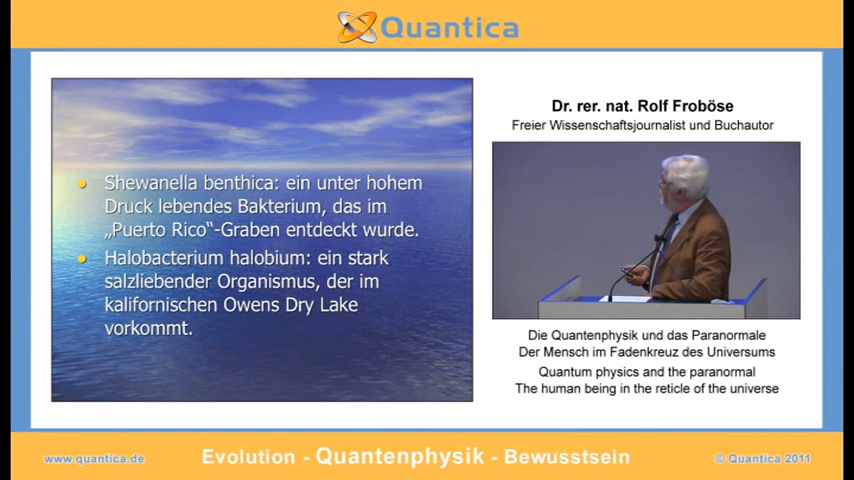 Quantica
Shewanella benthica: ein unter hohem
Druck lebendes Bakterium, das im
„Puerto Rico“-Graben entdeckt wurde.
Halobacterium halobium: ein stark
salzliebender Organismus, der im
kalifornischen Owens Dry Lake
vorkommt.
Dr. rer. nat. Rolf Froböse
Freier Wissenschaftsjournalist und Buchautor
Die Quantenphysik und das Paranormale
Der Mensch im Fadenkreuz des Universums
Quantum physics and the paranormal
The human being in the reticle of the universe
www.quantica.de
Evolution - Quantenphysik - Bewusstsein
© Quantica 2011